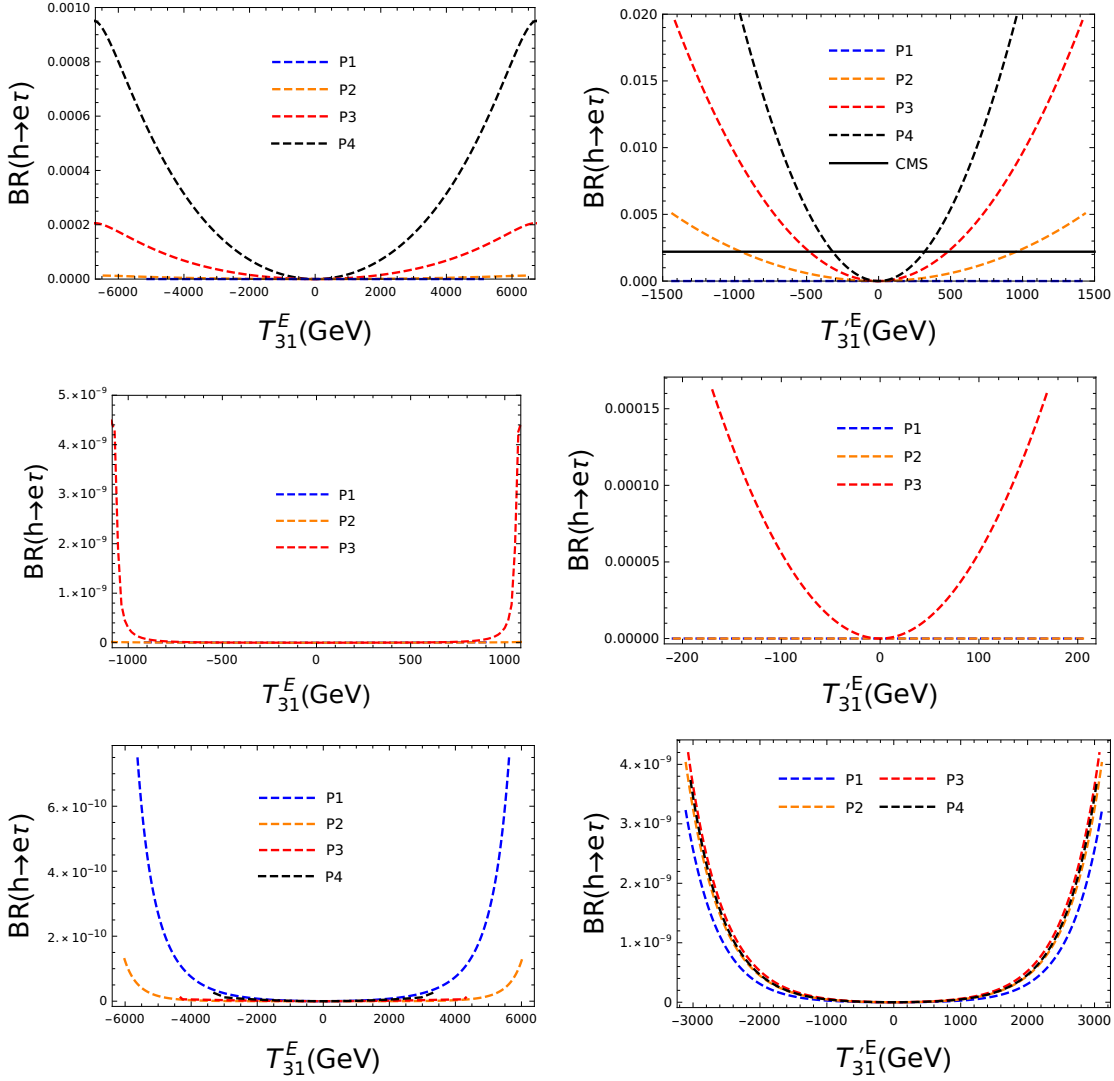 BR(h→eτ)
0.0010
0.0008
0.0006
0.0004
0.0002
0.0000
P1
P2
P3
P4
−6000 −4000 −2000 0 2000 4000 6000
T₃₁ᴱ(GeV)
BR(h→eτ)
0.020
0.015
0.010
0.005
0.000
P1
P2
P3
P4
CMS
−1500 −1000 −500 0 500 1000 1500
T′₃₁ᴱ(GeV)
BR(h→eτ)
5.×10⁻⁹
4.×10⁻⁹
3.×10⁻⁹
2.×10⁻⁹
1.×10⁻⁹
0
P1
P2
P3
−1000 −500 0 500 1000
T₃₁ᴱ(GeV)
BR(h→eτ)
0.00015
0.00010
0.00005
0.00000
P1
P2
P3
−200 −100 0 100 200
T′₃₁ᴱ(GeV)
BR(h→eτ)
6.×10⁻¹⁰
4.×10⁻¹⁰
2.×10⁻¹⁰
0
P1
P2
P3
P4
−6000 −4000 −2000 0 2000 4000 6000
T₃₁ᴱ(GeV)
BR(h→eτ)
4.×10⁻⁹
3.×10⁻⁹
2.×10⁻⁹
1.×10⁻⁹
0
P1 P3
P2 P4
−3000 −2000 −1000 0 1000 2000 3000
T′₃₁ᴱ(GeV)